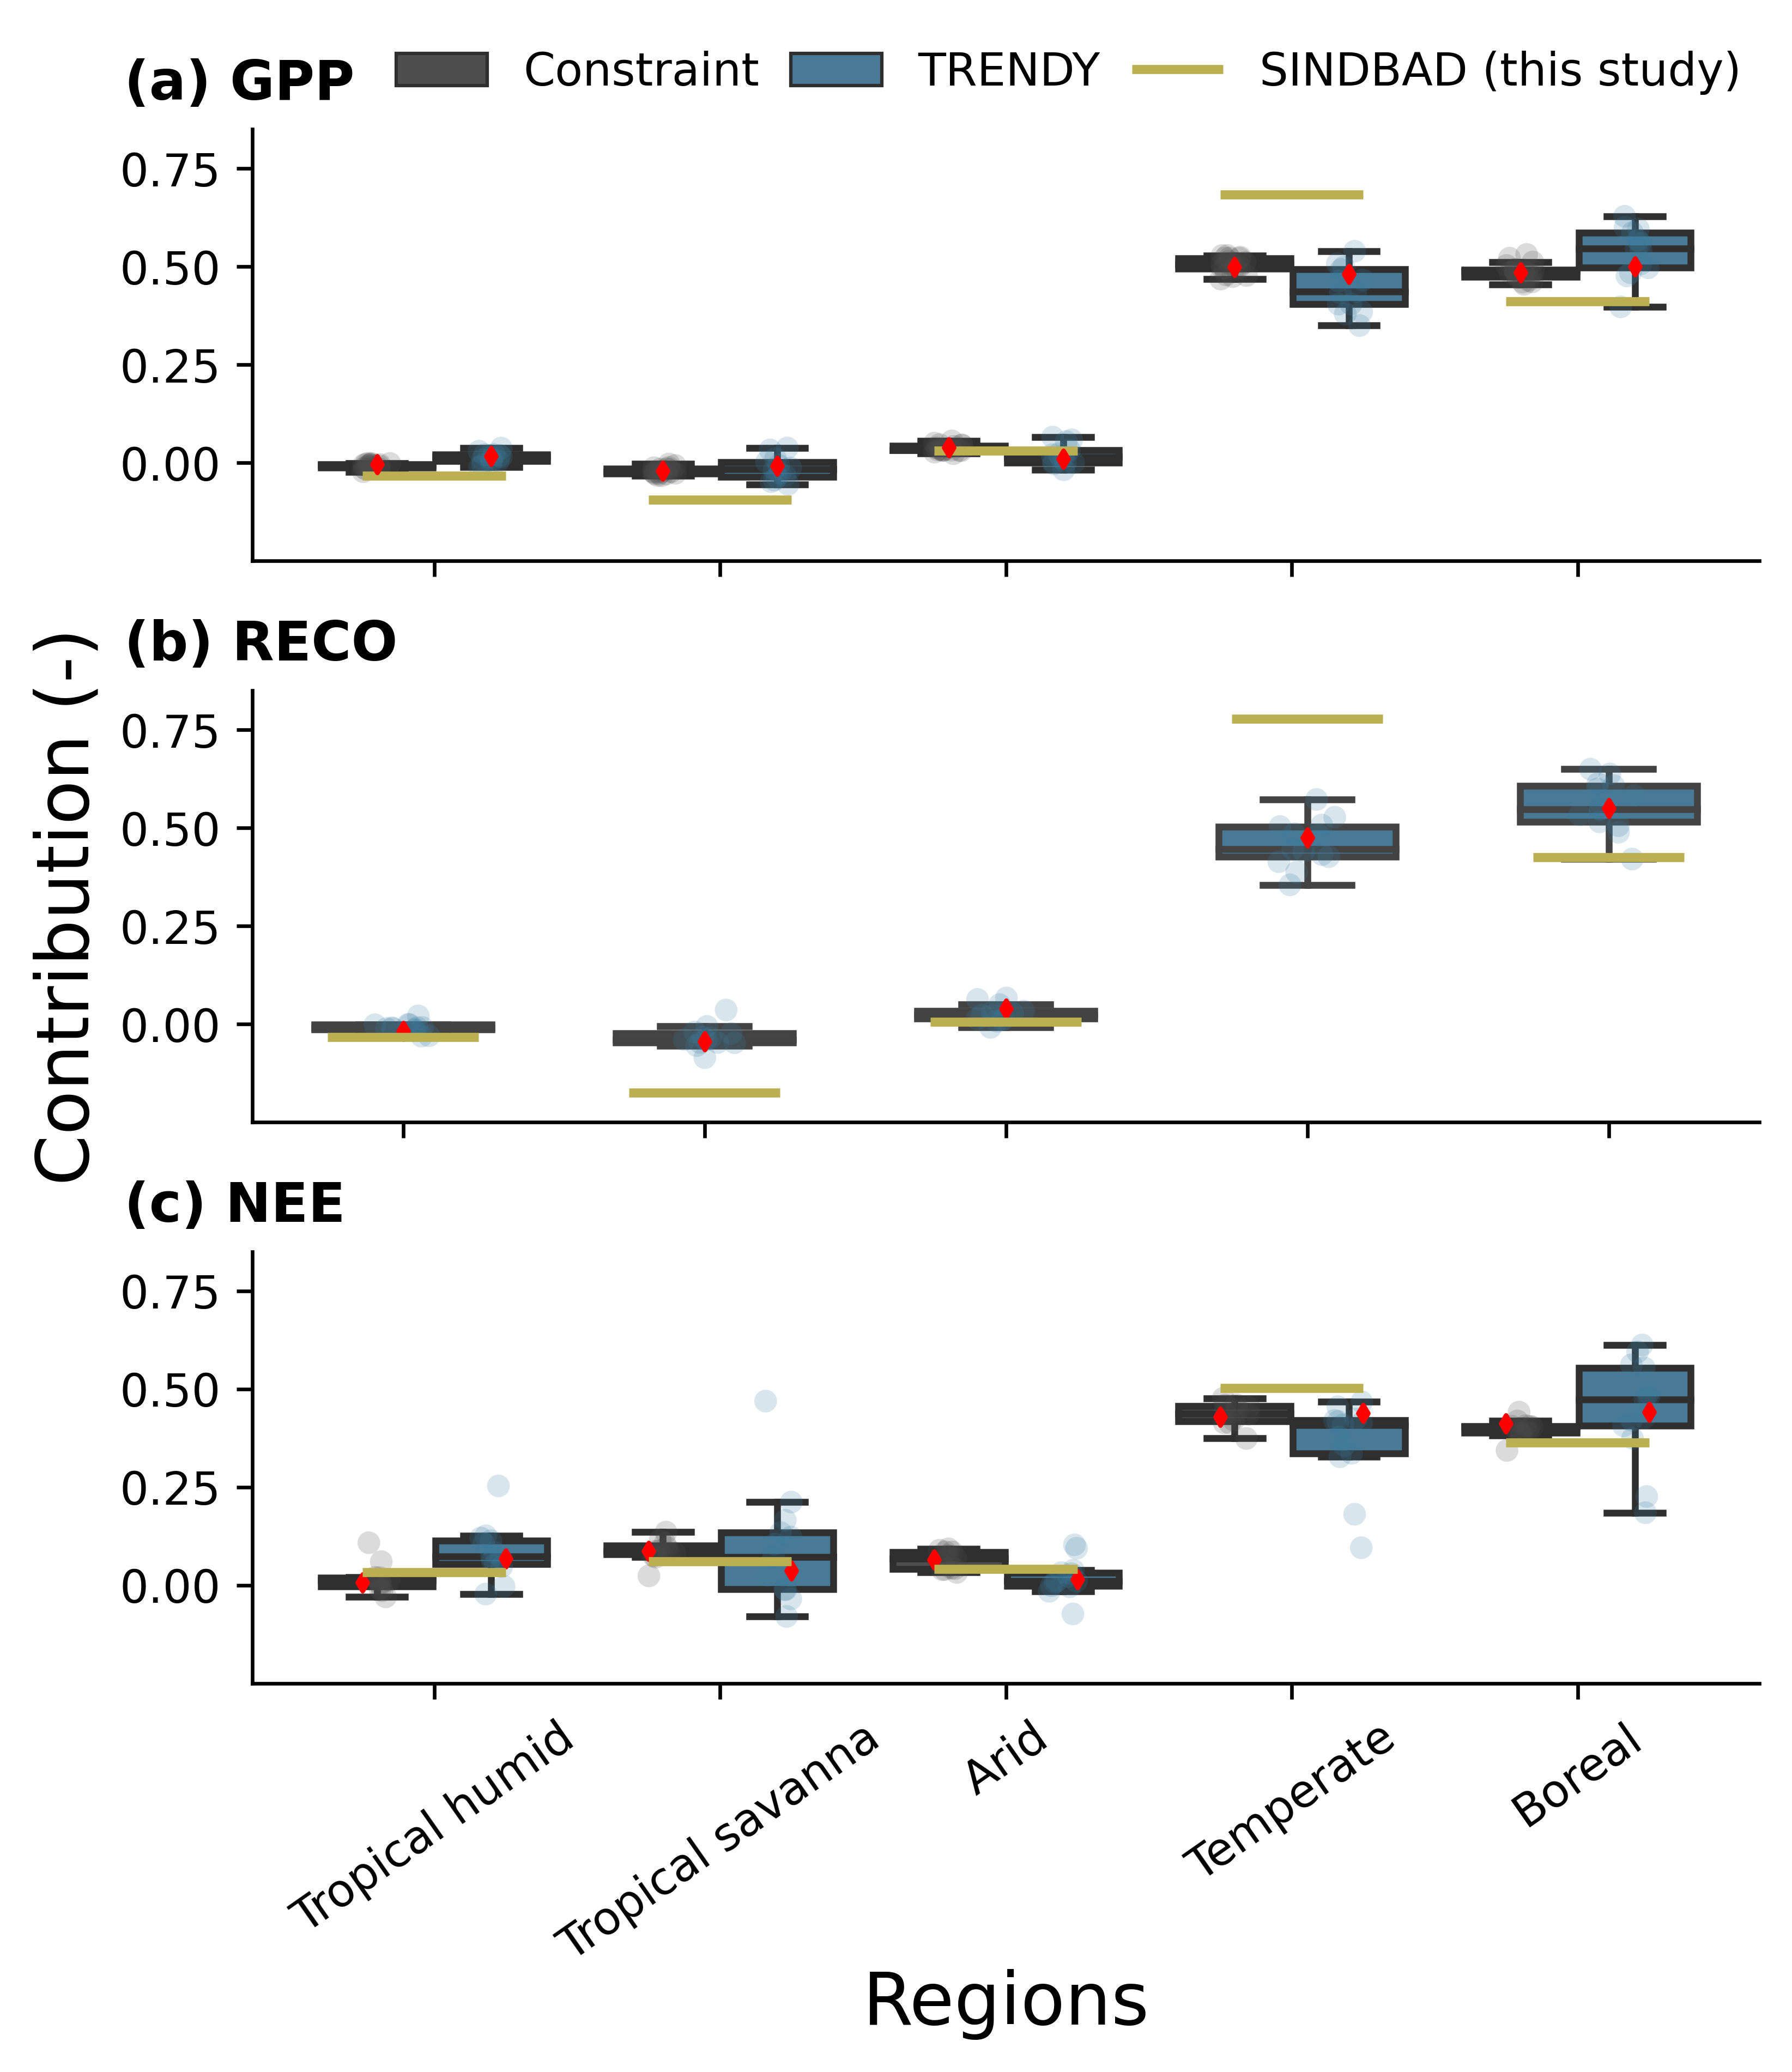 (a) GPP
Constraint
TRENDY
SINDBAD (this study)
0.75
0.50
0.25
0.00
(b) RECO
0.75
0.50
0.25
0.00
Contribution (-)
(c) NEE
0.75
0.50
0.25
0.00
Tropical humid
Tropical savanna
Arid
Temperate
Boreal
Regions